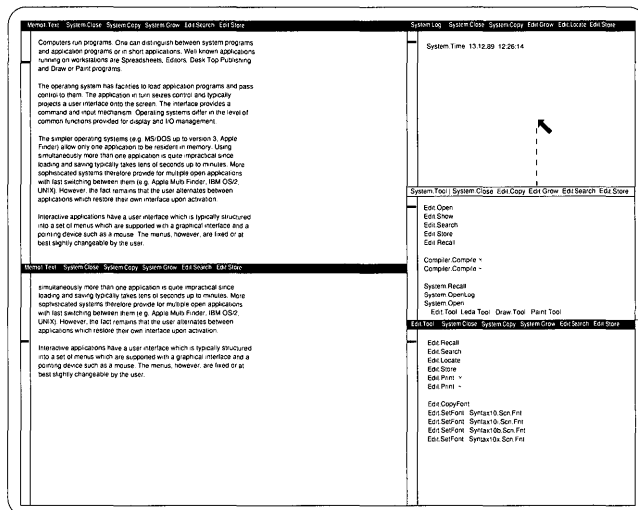 Memo1.Text System.Close System.Copy System.Grow Edit.Search Edit.Store
Computers run programs. One can distinguish between system programs
and application programs or in short applications. Well known applications
running on workstations are Spreadsheets, Editors, Desk Top Publishing
and Draw or Paint programs.
The operating system has facilities to load application programs and pass
control to them. The application in turn seizes control and typically
projects a user interface onto the screen. The interface provides a
command and input mechanism. Operating systems differ in the level of
common functions provided for display and I/O management.
The simpler operating systems (e.g. MS/DOS up to version 3, Apple
Finder) allow only one application to be resident in memory. Using
simultaneously more than one application is quite impractical since
loading and saving typically takes tens of seconds up to minutes. More
sophisticated systems therefore provide for multiple open applications
with fast switching between them (e.g. Apple Multi Finder, IBM OS/2,
UNIX). However, the fact remains that the user alternates between
applications which restore their own interface upon activation.
Interactive applications have a user interface which is typically structured
into a set of menus which are supported with a graphical interface and a
pointing device such as a mouse. The menus, however, are fixed or at
best slightly changeable by the user.
Memo1.Text System.Close System.Copy System.Grow Edit.Search Edit.Store
simultaneously more than one application is quite impractical since
loading and saving typically takes tens of seconds up to minutes. More
sophisticated systems therefore provide for multiple open applications
with fast switching between them (e.g. Apple Multi Finder, IBM OS/2,
UNIX). However, the fact remains that the user alternates between
applications which restore their own interface upon activation.
Interactive applications have a user interface which is typically structured
into a set of menus which are supported with a graphical interface and a
pointing device such as a mouse. The menus, however, are fixed or at
best slightly changeable by the user.
System.Log System.Close System.Copy Edit.Grow Edit.Locate Edit.Store
System.Time 13.12.89 12:26:14
System.Tool | System.Close Edit.Copy Edit.Grow Edit.Search Edit.Store
Edit.Open
Edit.Show
Edit.Search
Edit.Store
Edit.Recall
Compiler.Compile *
Compiler.Compile ~
System.Recall
System.OpenLog
System.Open
Edit.Tool Leda.Tool Draw.Tool Paint.Tool
Edit.Tool System.Close System.Copy System.Grow Edit.Search Edit.Store
Edit.Recall
Edit.Search
Edit.Locate
Edit.Store
Edit.Print *
Edit.Print ~
Edit.CopyFont
Edit.SetFont Syntax10.Scn.Fnt
Edit.SetFont Syntax10i.Scn.Fnt
Edit.SetFont Syntax10b.Scn.Fnt
Edit.SetFont Syntax10x.Scn.Fnt